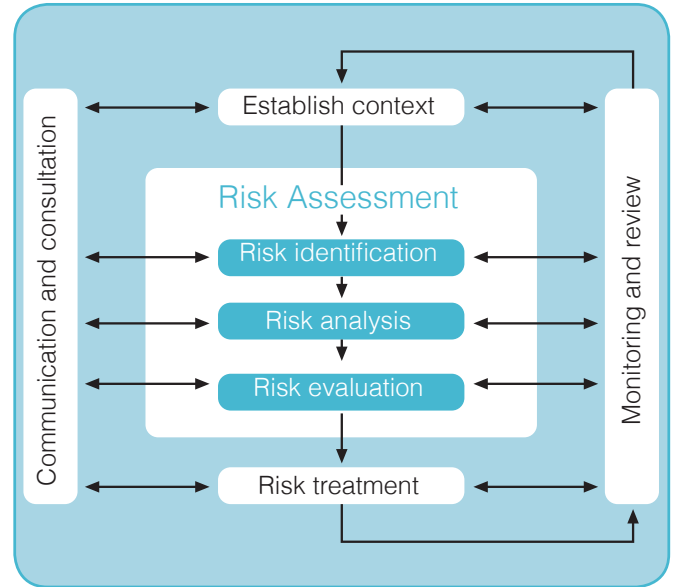 Establish context
Communication and consultation
Risk Assessment
Risk identification
Risk analysis
Risk evaluation
Risk treatment
Monitoring and review